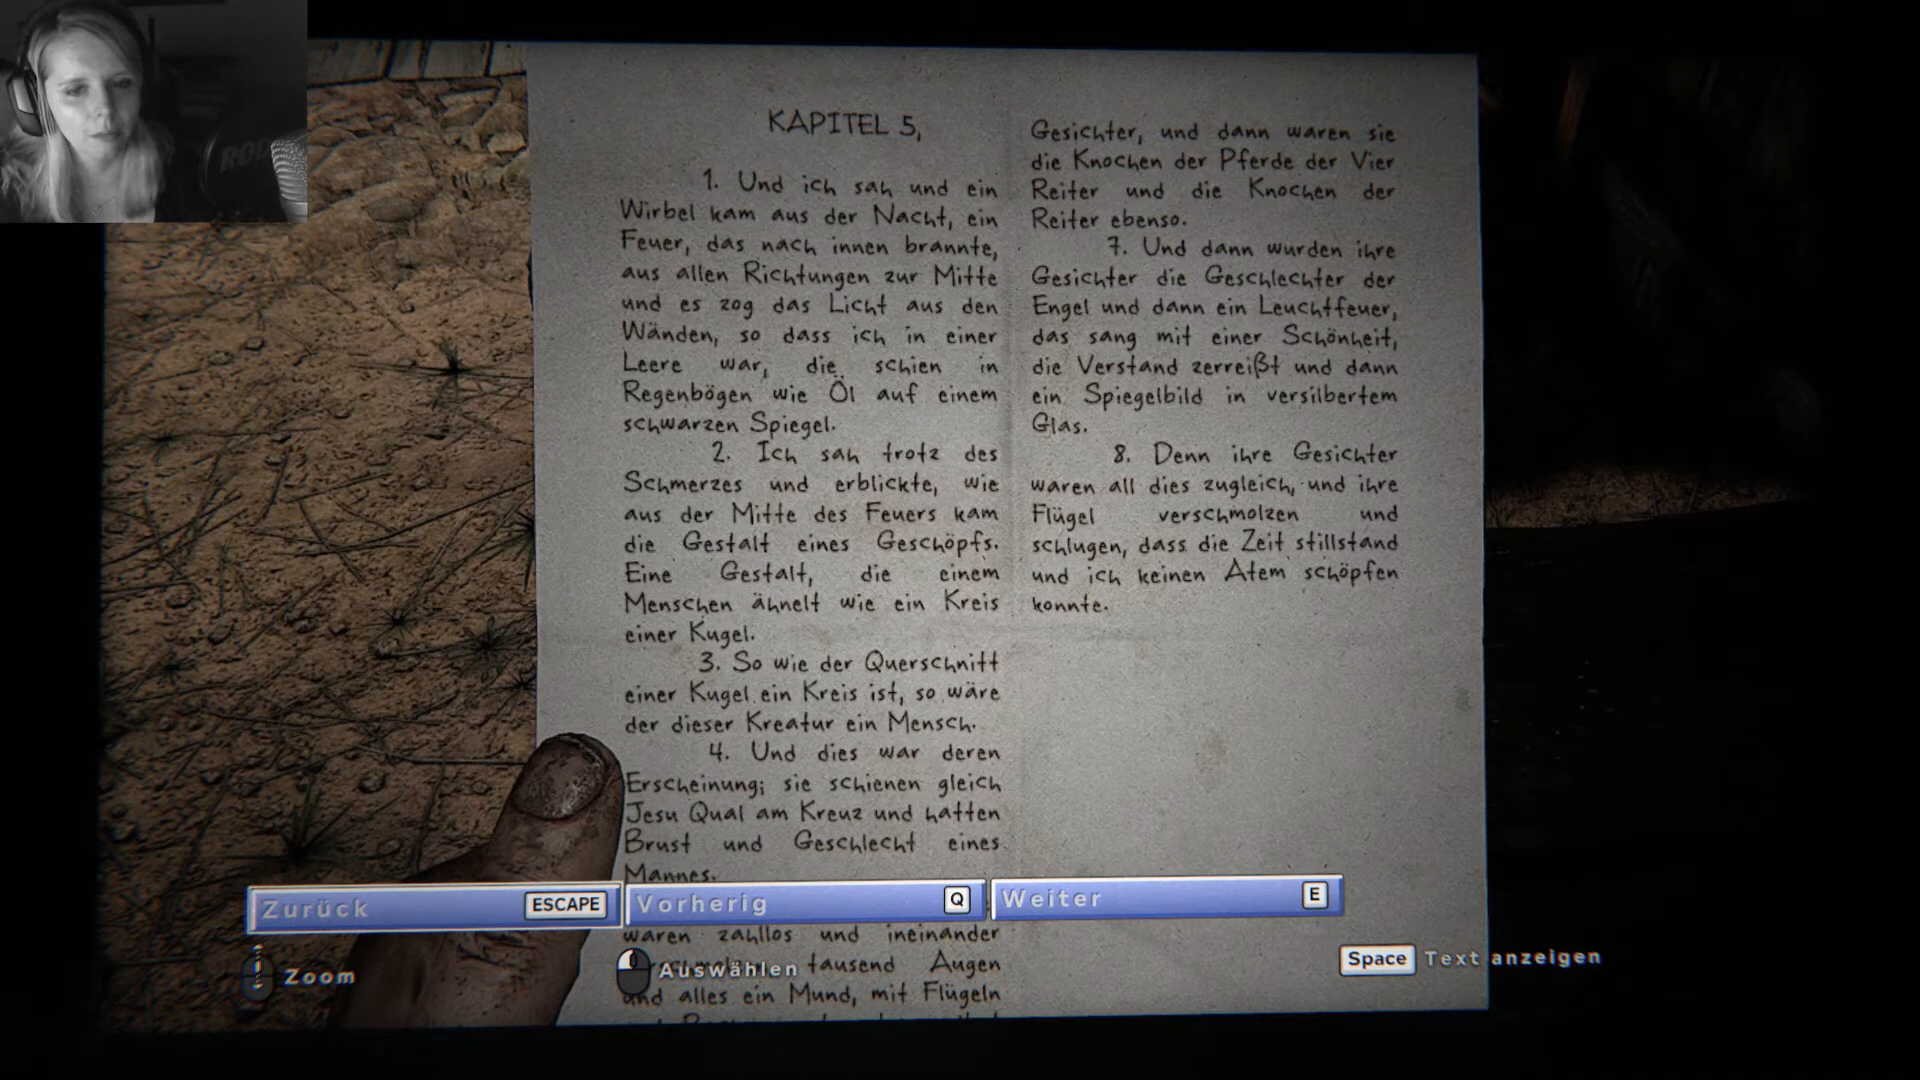 KAPITEL 5,
1. Und ich sah und ein
Wirbel kam aus der Nacht, ein
Feuer, das nach innen brannte,
aus allen Richtungen zur Mitte
und es zog das Licht aus den
Wänden, so dass ich in einer
Leere war, die schien in
Regenbögen wie Öl auf einem
schwarzen Spiegel.
2. Ich sah trotz des
Schmerzes und erblickte, wie
aus der Mitte des Feuers kam
die Gestalt eines Geschöpfs.
Eine Gestalt, die einem
Menschen ähnelt wie ein Kreis
einer Kugel.
3. So wie der Querschnitt
einer Kugel ein Kreis ist, so wäre
der dieser Kreatur ein Mensch.
4. Und dies war deren
Erscheinung; sie schienen gleich
Jesu Qual am Kreuz und hatten
Brust und Geschlecht eines
Mannes.
waren zahllos und ineinander
tausend Augen
und alles ein Mund, mit Flügeln
Gesichter, und dann waren sie
die Knochen der Pferde der Vier
Reiter und die Knochen der
Reiter ebenso.
7. Und dann wurden ihre
Gesichter die Geschlechter der
Engel und dann ein Leuchtfeuer,
das sang mit einer Schönheit,
die Verstand zerreißt und dann
ein Spiegelbild in versilbertem
Glas.
8. Denn ihre Gesichter
waren all dies zugleich, und ihre
Flügel verschmolzen und
schlugen, dass die Zeit stillstand
und ich keinen Atem schöpfen
konnte.
Zurück ESCAPE
Vorherig Q
Weiter E
Zoom
Auswählen
Space Text anzeigen